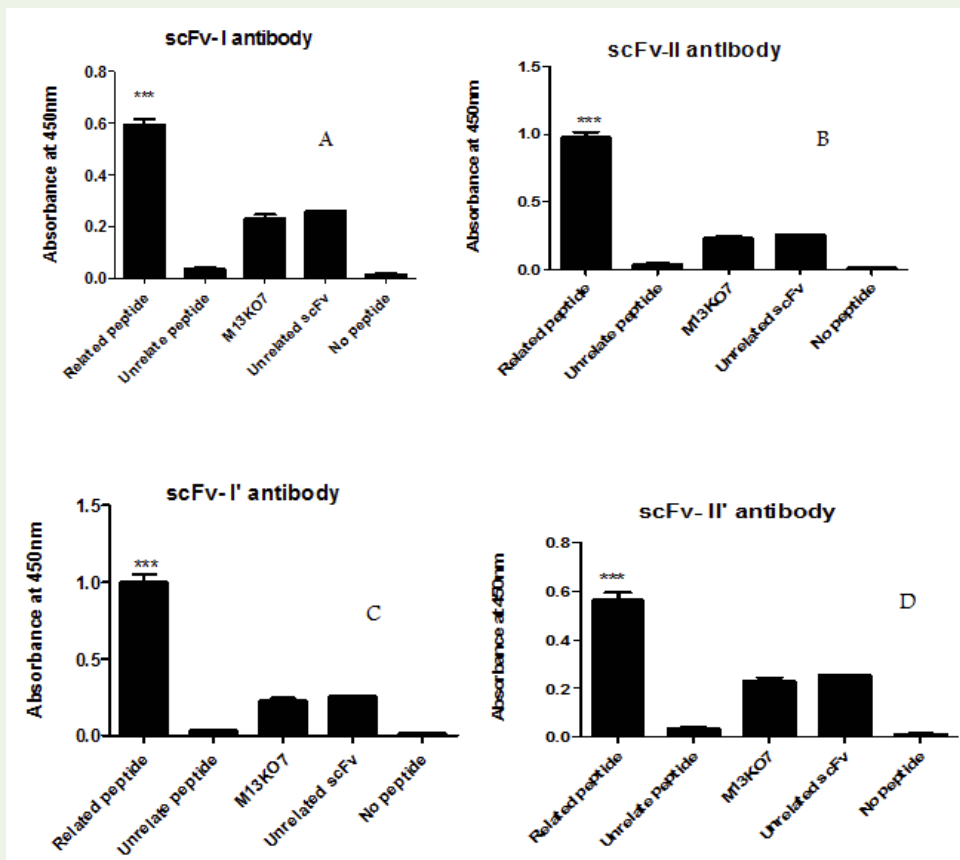 scFv- I antibody
Absorbance at 450nm
0.8
0.6
0.4
0.2
0.0
***
A
Related peptide
Unrelate peptide
M13KO7
Unrelated scFv
No peptide
scFv-II antibody
Absorbance at 450nm
1.5
1.0
0.5
0.0
***
B
Related peptide
Unrelate peptide
M13KO7
Unrelated scFv
No peptide
scFv- I' antibody
Absorbance at 450nm
1.5
1.0
0.5
0.0
***
C
Related peptide
Unrelate peptide
M13KO7
Unrelated scFv
No peptide
scFv- II' antibody
Absorbance at 450nm
0.8
0.6
0.4
0.2
0.0
***
D
Related peptide
Unrelate Peptide
M13KO7
Unrelated scFv
No peptide